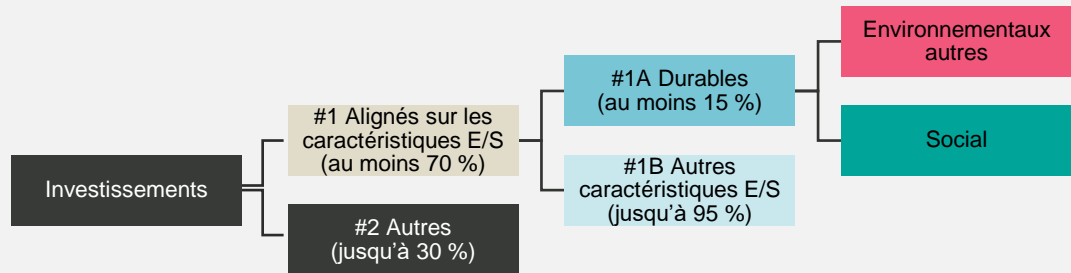 Investissements
#1 Alignés sur les
caractéristiques E/S
(au moins 70 %)
#2 Autres
(jusqu'à 30 %)
#1A Durables
(au moins 15 %)
#1B Autres
caractéristiques E/S
(jusqu'à 95 %)
Environnementaux
autres
Social